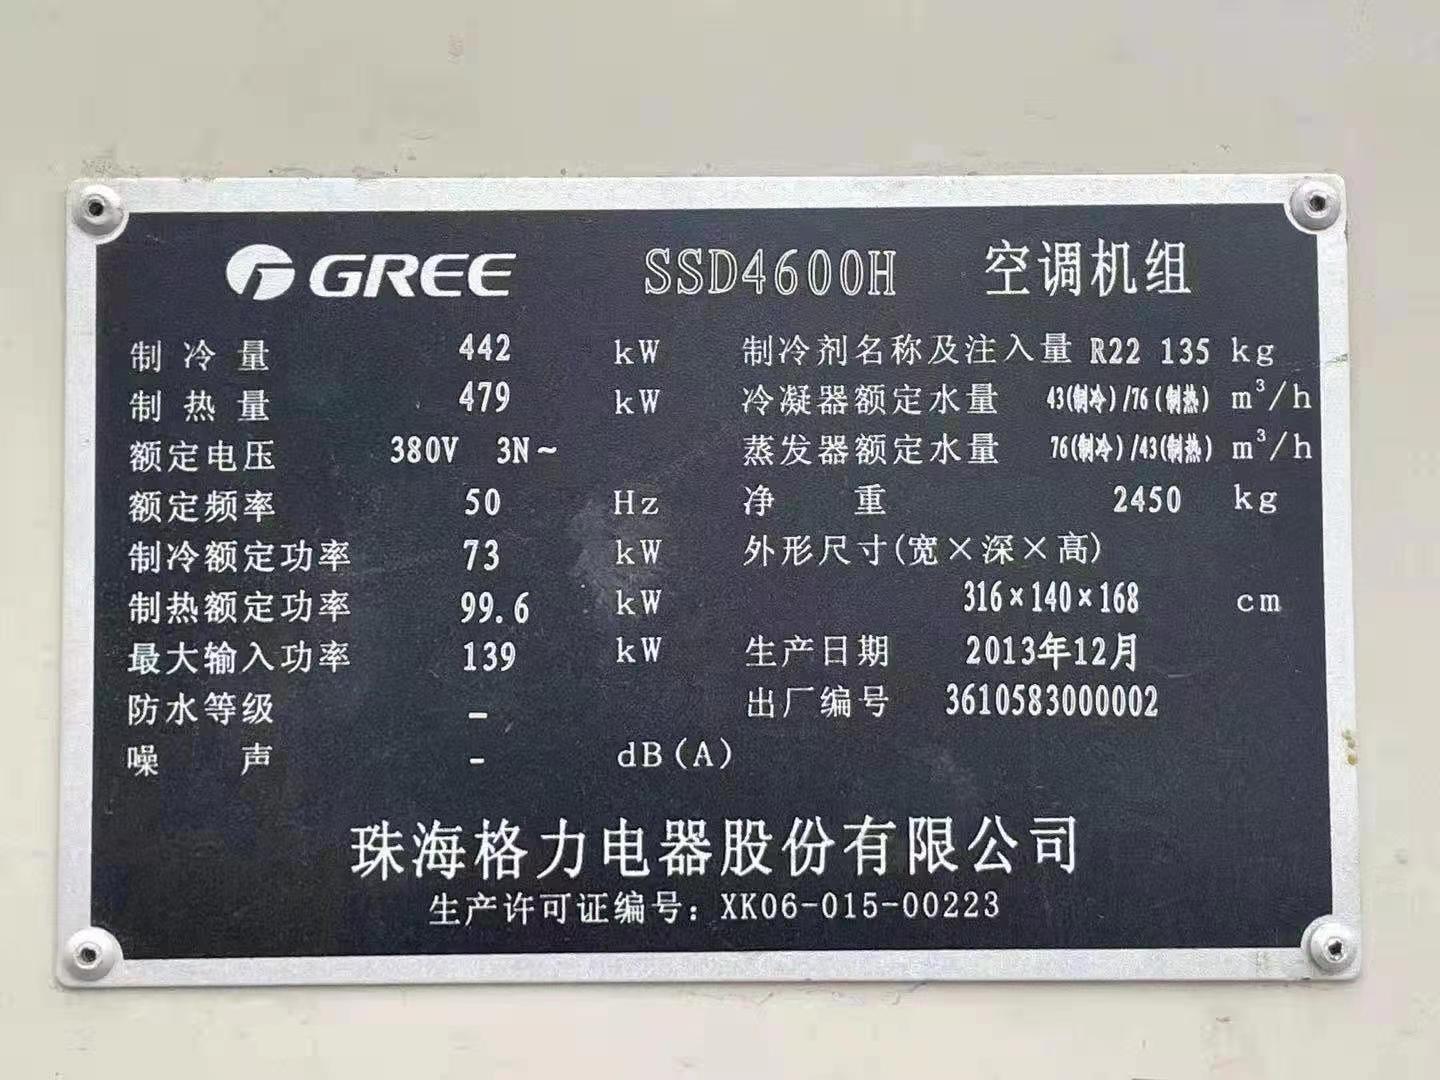 GREE SSD4600H 空调机组
制冷量 442 kW
制热量 479 kW
额定电压 380V 3N~
额定频率 50 Hz
制冷额定功率 73 kW
制热额定功率 99.6 kW
最大输入功率 139 kW
防水等级 -
噪声 - dB(A)
制冷剂名称及注入量 R22 135 kg
冷凝器额定水量 43(制冷)/76(制热) m³/h
蒸发器额定水量 76(制冷)/43(制热) m³/h
净重 2450 kg
外形尺寸(宽×深×高)
316×140×168 cm
生产日期 2013年12月
出厂编号 3610583000002
珠海格力电器股份有限公司
生产许可证编号: XK06-015-00223